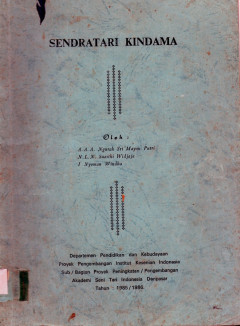 SENDRATARI KINDAMA
Oleh :
A.A.A. Ngurah Sri Mayun Putri
N.L.N. Swasthi Widjaja
I Nyoman Windha
Departemen Pendidikan dan Kebudayaan
Proyek Pengembangan Institut Kesenian Indonesia
Sub/Bagian Proyek Peningkatan/Pengembangan
Akademi Seni Tari Indonesia Denpasar
Tahun : 1985/1986.